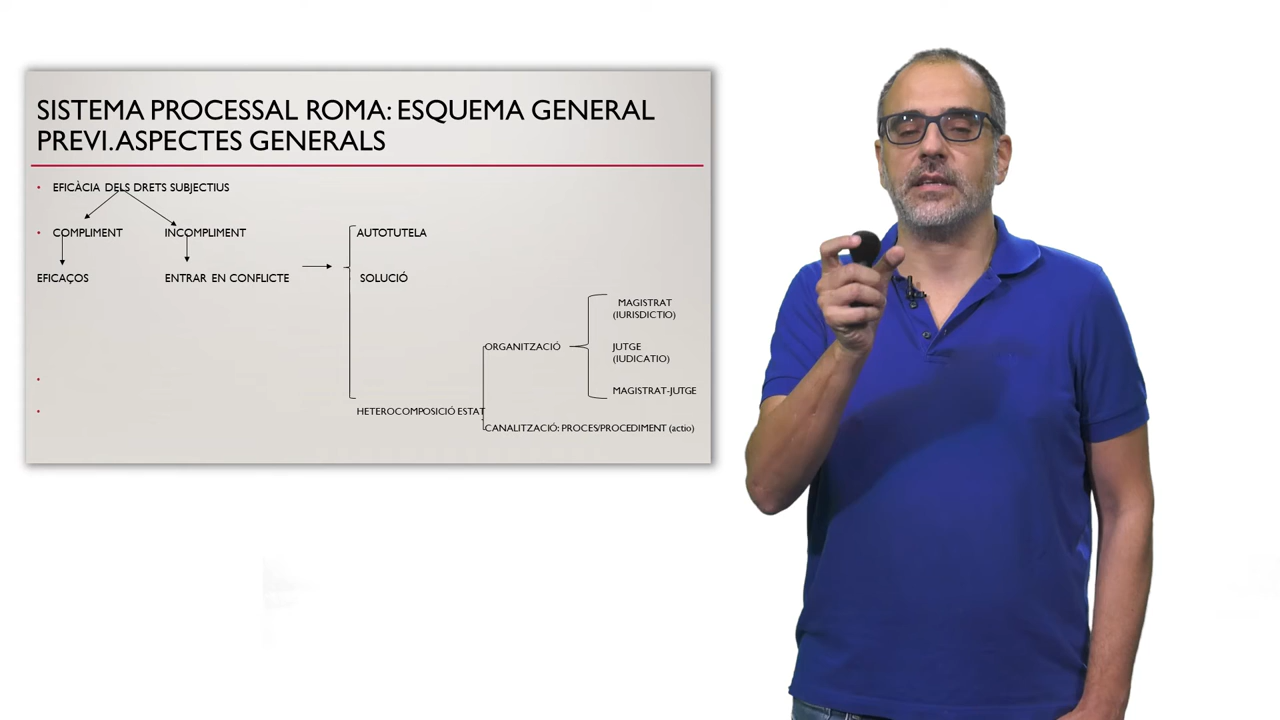 SISTEMA PROCESSAL ROMA: ESQUEMA GENERAL
PREVI.ASPECTES GENERALS
EFICÀCIA DELS DRETS SUBJECTIUS
COMPLIMENT
INCOMPLIMENT
AUTOTUTELA
EFICAÇOS
ENTRAR EN CONFLICTE
SOLUCIÓ
MAGISTRAT
(IURISDICTIO)
ORGANITZACIÓ
JUTGE
(IUDICATIO)
MAGISTRAT-JUTGE
HETEROCOMPOSICIÓ ESTAT
CANALITZACIÓ: PROCES/PROCEDIMENT (actio)